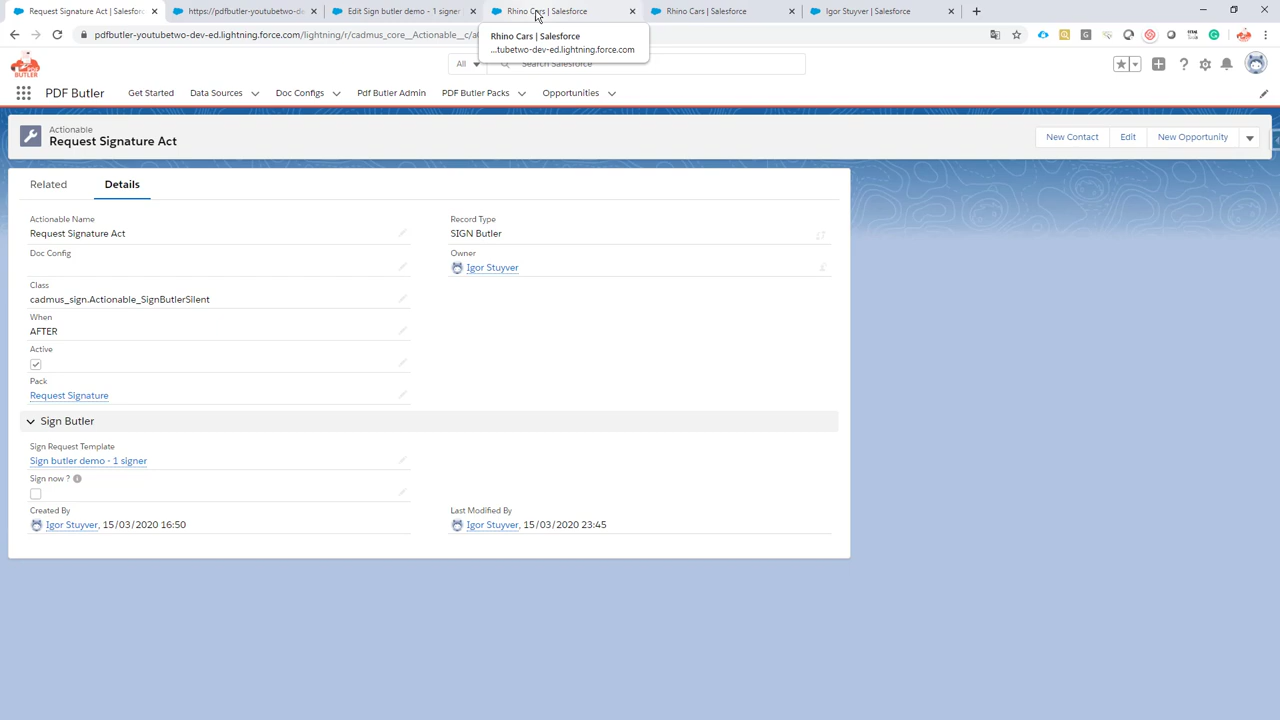 Request Signature Act | Salesforc
https://pdfbutler-youtubetwo-de
Edit Sign butler demo - 1 signer
Rhino Cars | Salesforce
Rhino Cars | Salesforce
Igor Stuyver | Salesforce
pdfbutler-youtubetwo-dev-ed.lightning.force.com/lightning/r/cadmus_core__Actionable__c/a
Rhino Cars | Salesforce
...tubetwo-dev-ed.lightning.force.com
PDF BUTLER
All
Search Salesforce
PDF Butler
Get Started
Data Sources
Doc Configs
Pdf Butler Admin
PDF Butler Packs
Opportunities
Actionable
Request Signature Act
New Contact
Edit
New Opportunity
Related
Details
Actionable Name
Request Signature Act
Record Type
SIGN Butler
Doc Config
Owner
Igor Stuyver
Class
cadmus_sign.Actionable_SignButlerSilent
When
AFTER
Active
Pack
Request Signature
Sign Butler
Sign Request Template
Sign butler demo - 1 signer
Sign now ?
Created By
Igor Stuyver, 15/03/2020 16:50
Last Modified By
Igor Stuyver, 15/03/2020 23:45